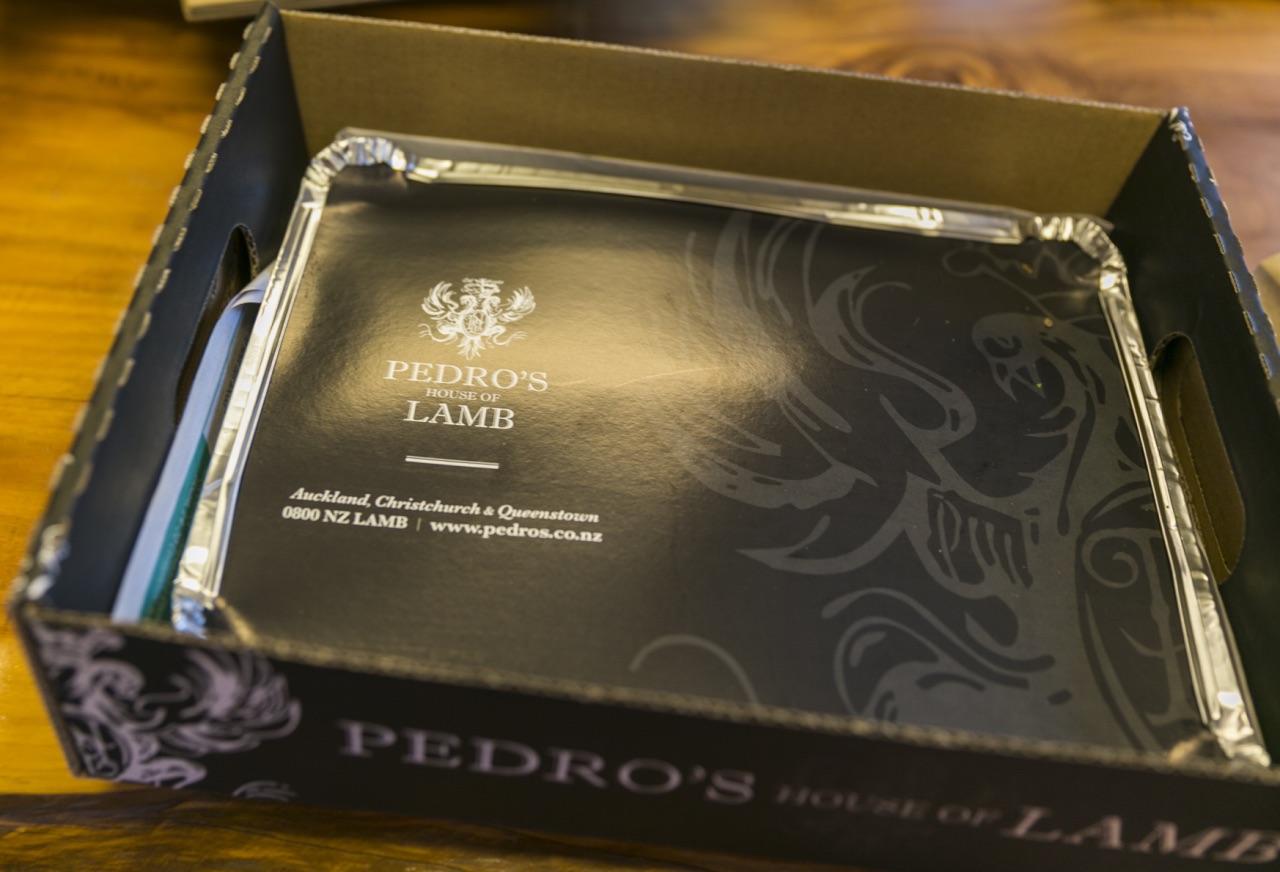 PEDRO'S
HOUSE OF
LAMB
Auckland, Christchurch & Queenstown
0800 NZ LAMB | www.pedros.co.nz
PEDRO'S HOUSE OF LAMB